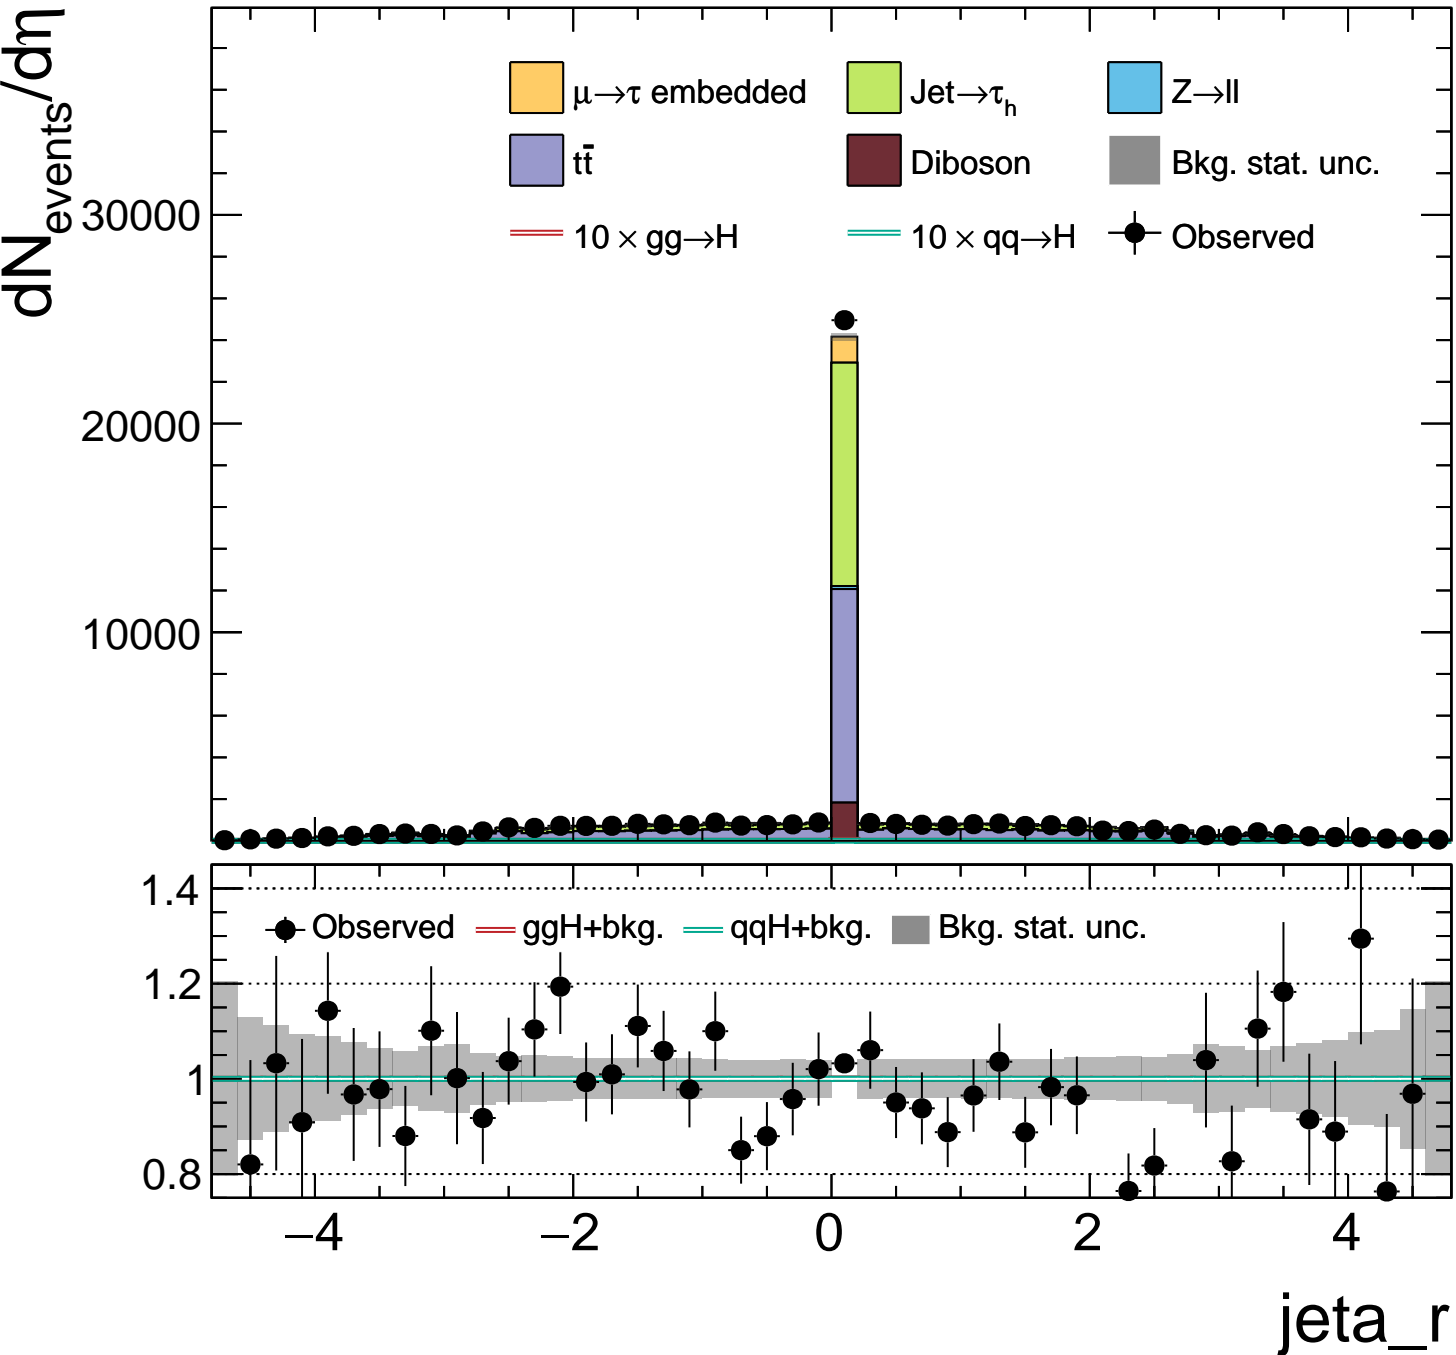 dN_events/dη
μ→τ embedded
Jet→τ_h
Z→ll
tt̄
Diboson
Bkg. stat. unc.
10 × gg→H
10 × qq→H
Observed
30000
20000
10000
1.4
1.2
1
0.8
Observed
ggH+bkg.
qqH+bkg.
Bkg. stat. unc.
−4
−2
0
2
4
jeta_r